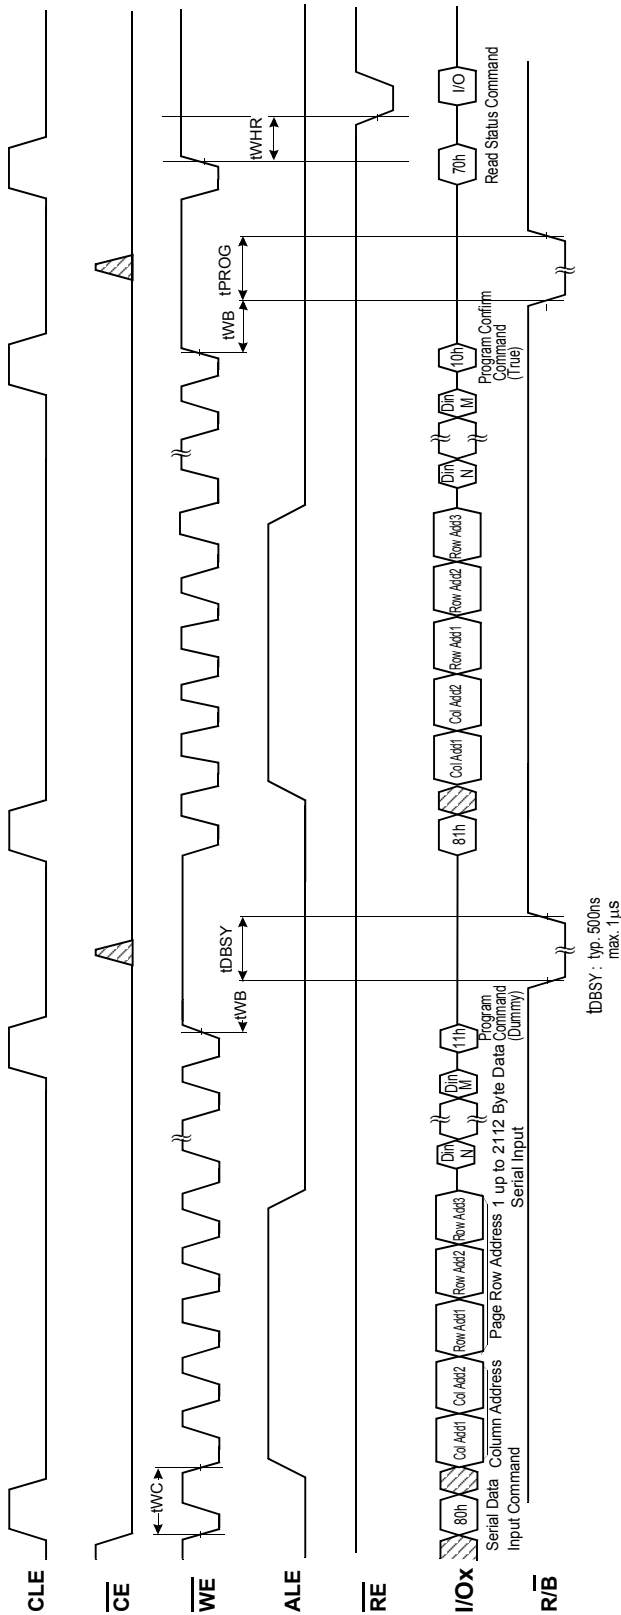 CLE
CE
WE
tWC
tWB
tDBSY
tWB
tPROG
tWHR
ALE
RE
I/Ox
80h
Col Add1
Col Add2
Row Add1
Row Add2
Row Add3
Din
N
Din
M
11h
81h
Col Add1
Col Add2
Row Add1
Row Add2
Row Add3
Din
N
Din
M
10h
70h
I/O
Serial Data
Input Command
Column Address
Page Row Address
1 up to 2112 Byte Data
Serial Input
Program
Command
(Dummy)
Program Confirm
Command
(True)
Read Status Command
R/B
tDBSY : typ. 500ns
max. 1μs